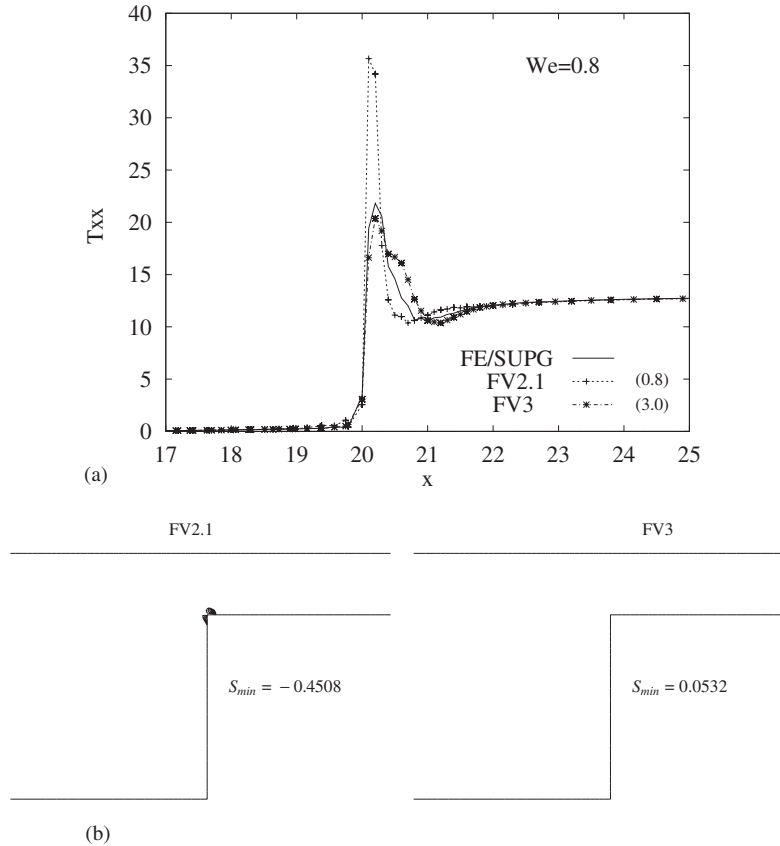 40
35
30
25
20
15
10
5
0
Txx
We=0.8
FE/SUPG
FV2.1 (0.8)
FV3 (3.0)
17 18 19 20 21 22 23 24 25
x
(a)
FV2.1 FV3
Smin = − 0.4508 Smin = 0.0532
(b)